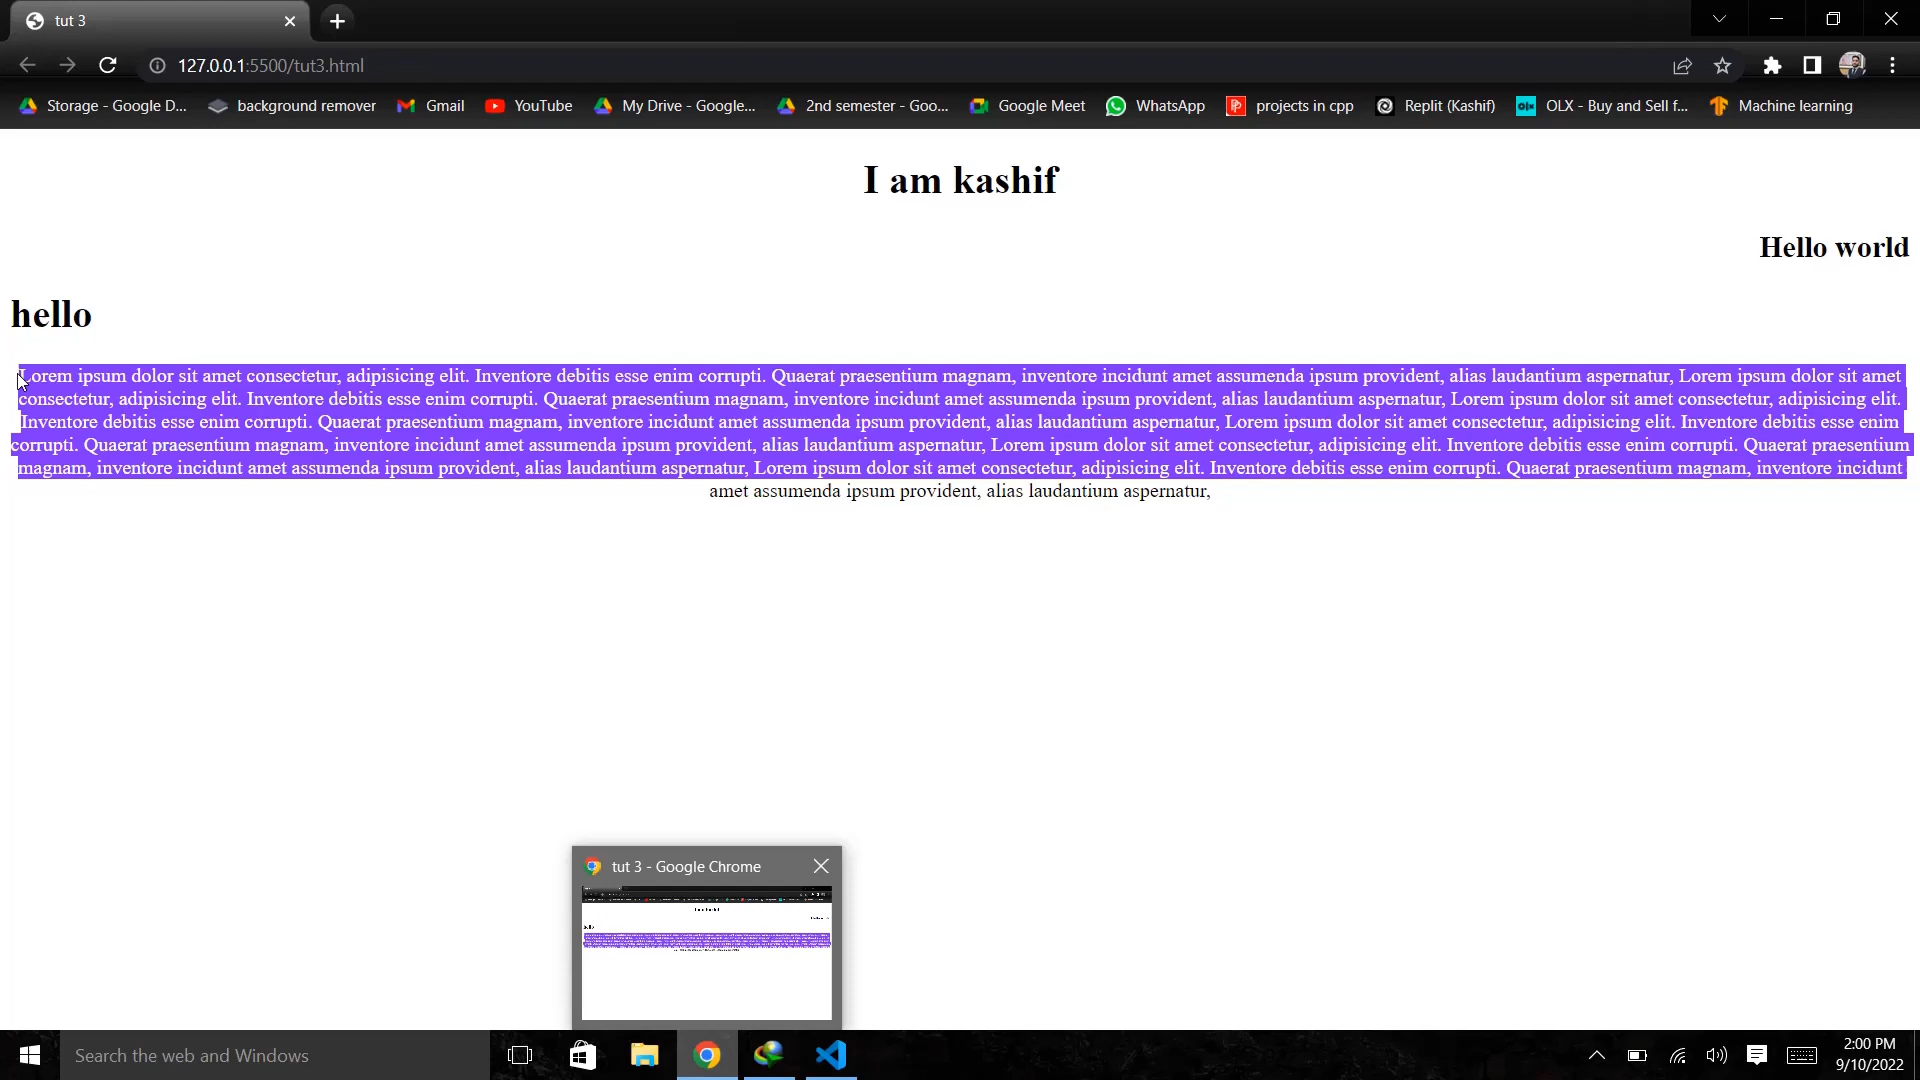 tut 3
127.0.0.1:5500/tut3.html
Storage - Google D... background remover Gmail YouTube My Drive - Google... 2nd semester - Goo... Google Meet WhatsApp projects in cpp Replit (Kashif) OLX - Buy and Sell f... Machine learning
I am kashif
Hello world
hello
Lorem ipsum dolor sit amet consectetur, adipisicing elit. Inventore debitis esse enim corrupti. Quaerat praesentium magnam, inventore incidunt amet assumenda ipsum provident, alias laudantium aspernatur, Lorem ipsum dolor sit amet
consectetur, adipisicing elit. Inventore debitis esse enim corrupti. Quaerat praesentium magnam, inventore incidunt amet assumenda ipsum provident, alias laudantium aspernatur, Lorem ipsum dolor sit amet consectetur, adipisicing elit.
Inventore debitis esse enim corrupti. Quaerat praesentium magnam, inventore incidunt amet assumenda ipsum provident, alias laudantium aspernatur, Lorem ipsum dolor sit amet consectetur, adipisicing elit. Inventore debitis esse enim
corrupti. Quaerat praesentium magnam, inventore incidunt amet assumenda ipsum provident, alias laudantium aspernatur, Lorem ipsum dolor sit amet consectetur, adipisicing elit. Inventore debitis esse enim corrupti. Quaerat praesentium
magnam, inventore incidunt amet assumenda ipsum provident, alias laudantium aspernatur, Lorem ipsum dolor sit amet consectetur, adipisicing elit. Inventore debitis esse enim corrupti. Quaerat praesentium magnam, inventore incidunt
amet assumenda ipsum provident, alias laudantium aspernatur,
tut 3 - Google Chrome
Search the web and Windows
2:00 PM
9/10/2022